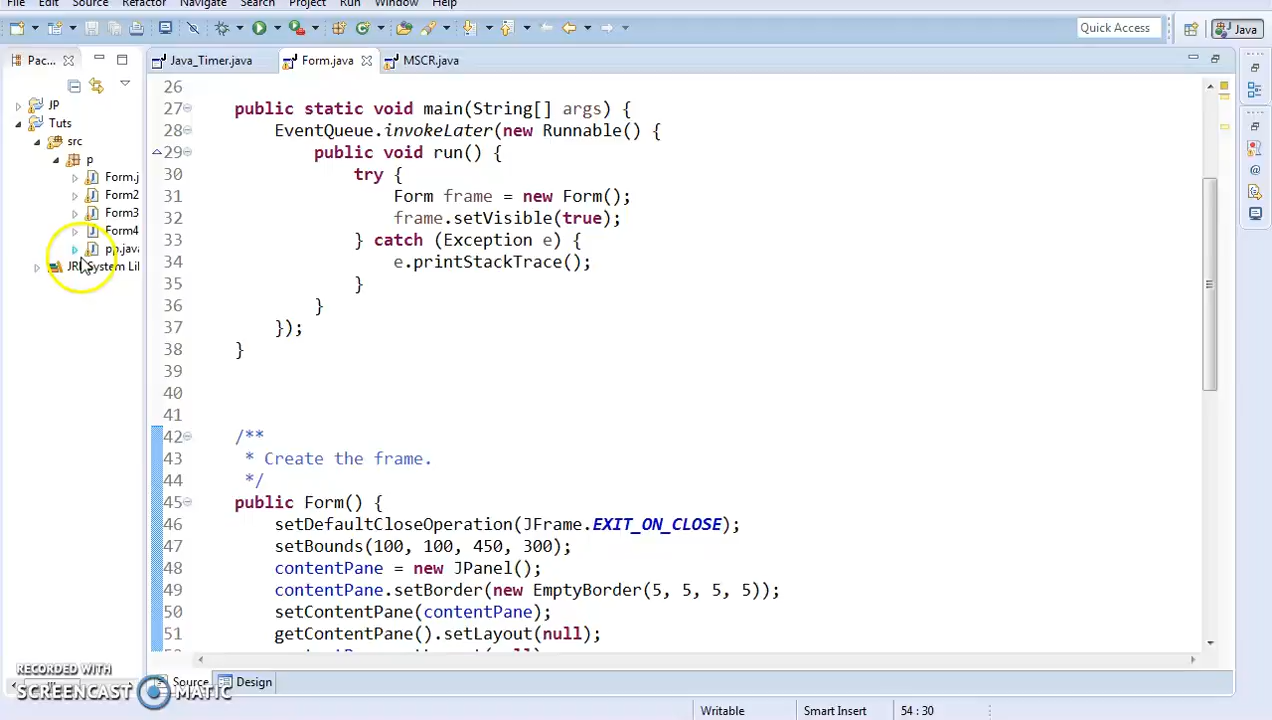 File Edit Source Refactor Navigate Search Project Run Window Help
Quick Access
Java
Pac...
Java_Timer.java
Form.java
MSCR.java
JP
Tuts
src
p
Form.j
Form2
Form3
Form4
pp.java
JRE System Lib
26
27 public static void main(String[] args) {
28 EventQueue.invokeLater(new Runnable() {
29 public void run() {
30 try {
31 Form frame = new Form();
32 frame.setVisible(true);
33 } catch (Exception e) {
34 e.printStackTrace();
35 }
36 }
37 });
38 }
39
40
41
42 /**
43 * Create the frame.
44 */
45 public Form() {
46 setDefaultCloseOperation(JFrame.EXIT_ON_CLOSE);
47 setBounds(100, 100, 450, 300);
48 contentPane = new JPanel();
49 contentPane.setBorder(new EmptyBorder(5, 5, 5, 5));
50 setContentPane(contentPane);
51 getContentPane().setLayout(null);
Source Design
RECORDED WITH
SCREENCAST MATIC
Writable Smart Insert 54 : 30